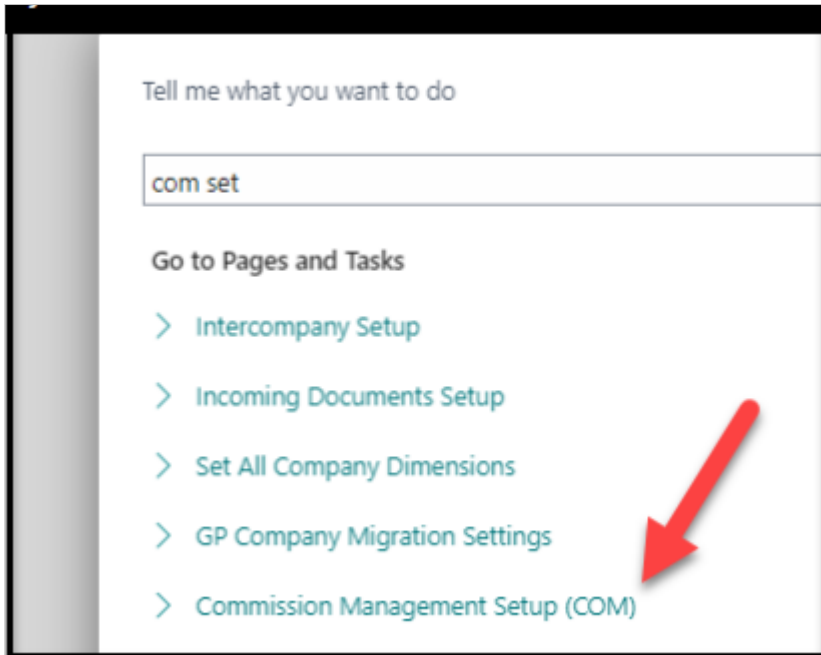 Tell me what you want to do
com set
Go to Pages and Tasks
Intercompany Setup
Incoming Documents Setup
Set All Company Dimensions
GP Company Migration Settings
Commission Management Setup (COM)